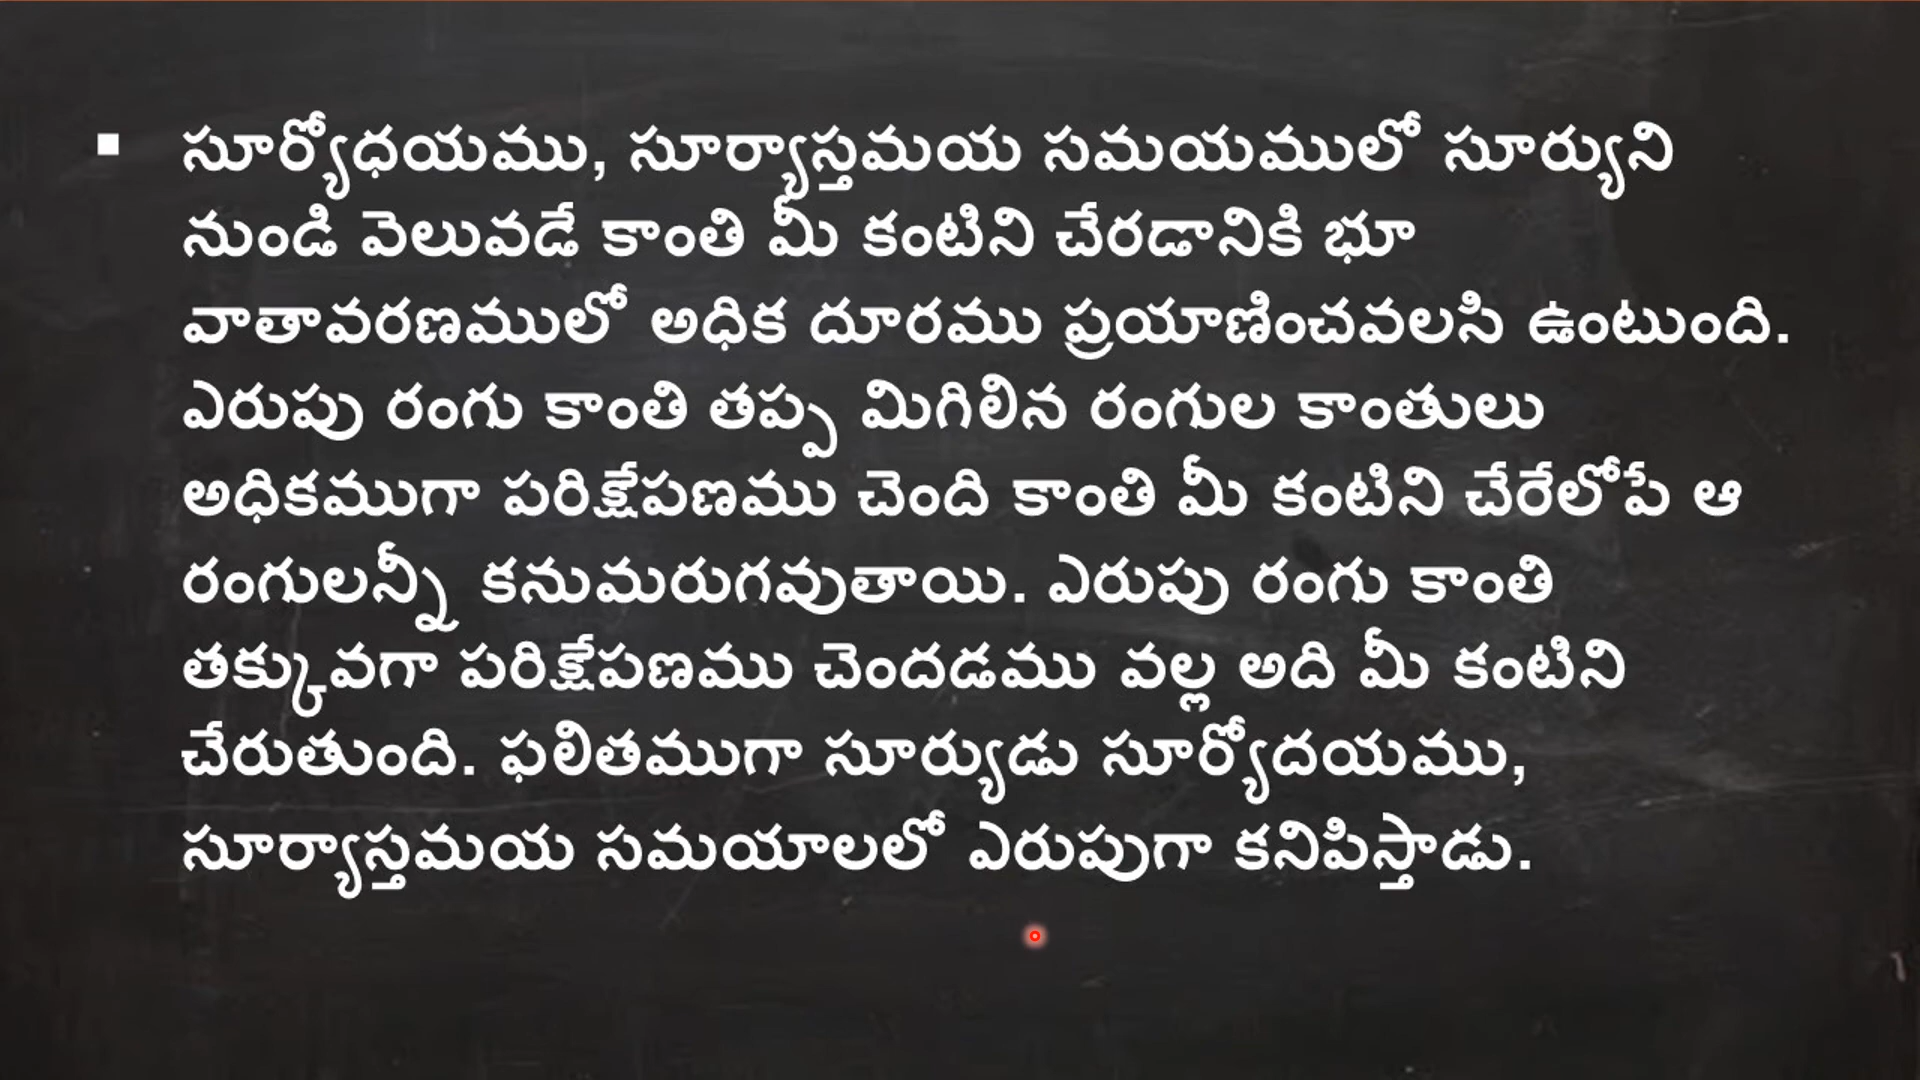 ▪ సూర్యోధయము, సూర్యాస్తమయ సమయములో సూర్యుని
నుండి వెలువడే కాంతి మీ కంటిని చేరడానికి భూ
వాతావరణములో అధిక దూరము ప్రయాణించవలసి ఉంటుంది.
ఎరుపు రంగు కాంతి తప్ప మిగిలిన రంగుల కాంతులు
అధికముగా పరిక్షేపణము చెంది కాంతి మీ కంటిని చేరేలోపే ఆ
రంగులన్నీ కనుమరుగవుతాయి. ఎరుపు రంగు కాంతి
తక్కువగా పరిక్షేపణము చెందడము వల్ల అది మీ కంటిని
చేరుతుంది. ఫలితముగా సూర్యుడు సూర్యోదయము,
సూర్యాస్తమయ సమయాలలో ఎరుపుగా కనిపిస్తాడు.